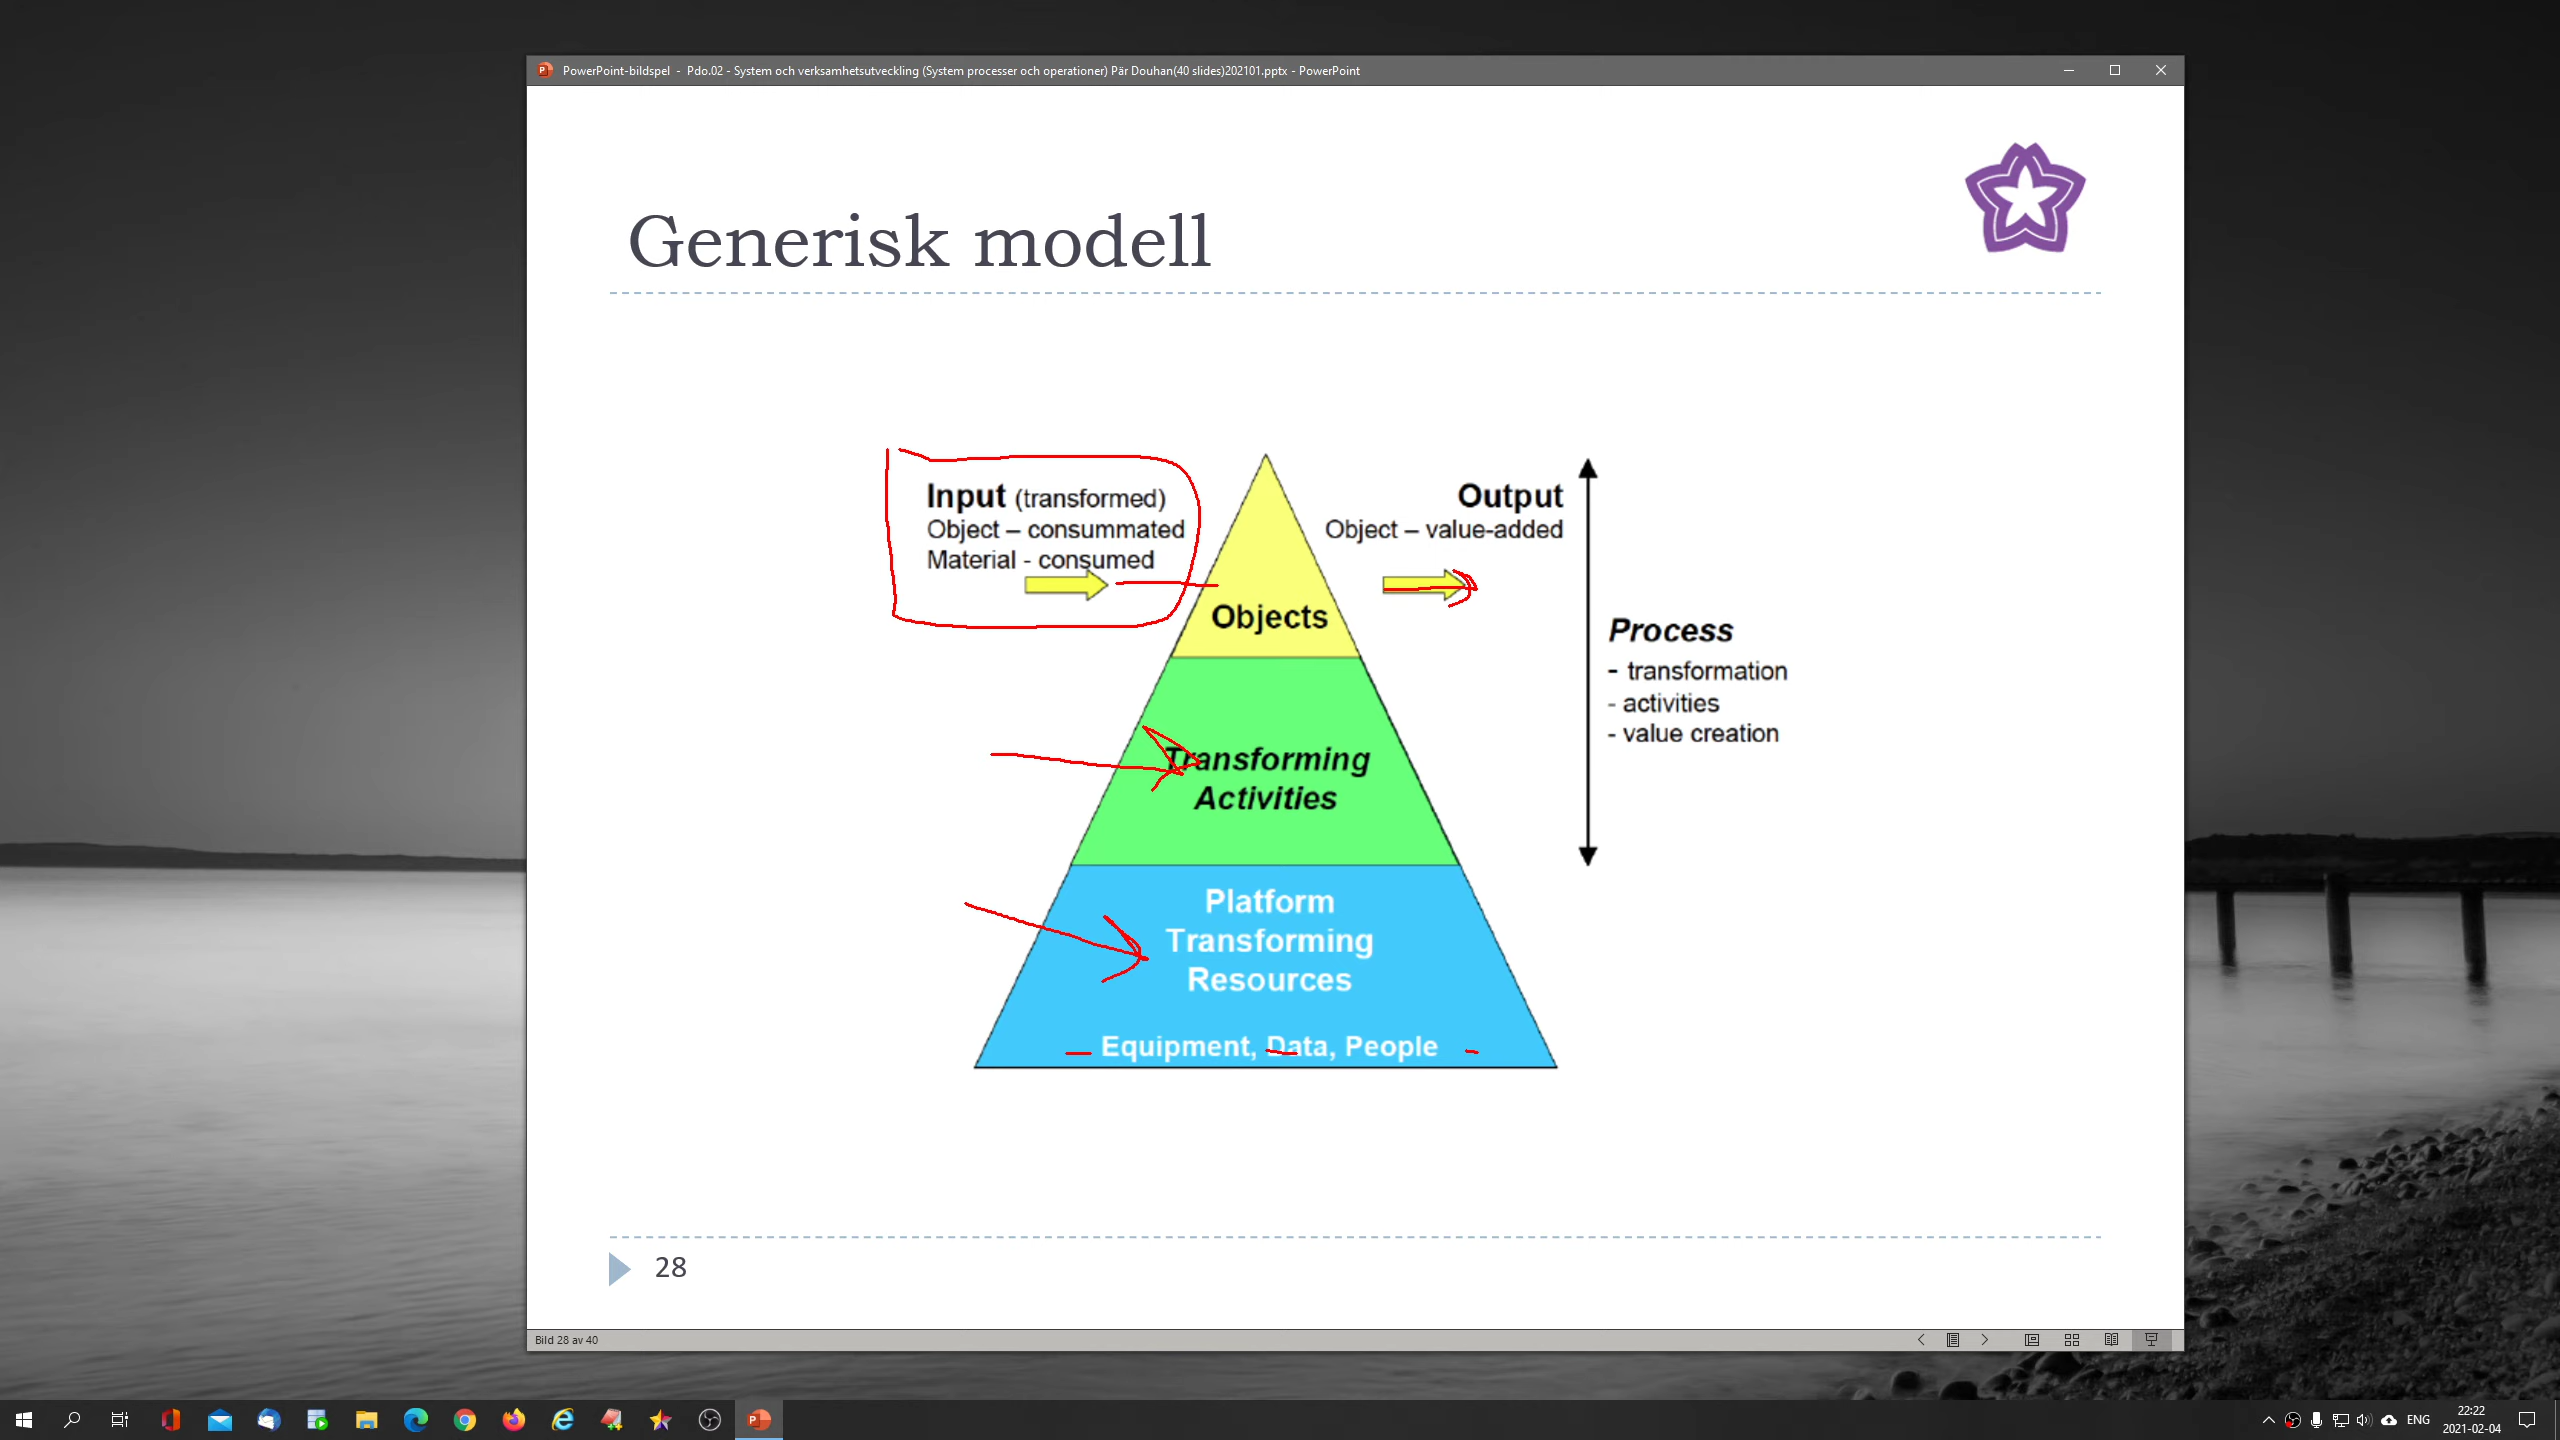 PowerPoint-bildspel - Pdo.02 - System och verksamhetsutveckling (System processer och operationer) Pär Douhan(40 slides)202101.pptx - PowerPoint
Generisk modell
Input (transformed)
Object – consummated
Material - consumed
Output
Object – value-added
Objects
Process
- transformation
- activities
- value creation
Transforming
Activities
Platform
Transforming
Resources
Equipment, Data, People
28
Bild 28 av 40
ENG
22:22
2021-02-04